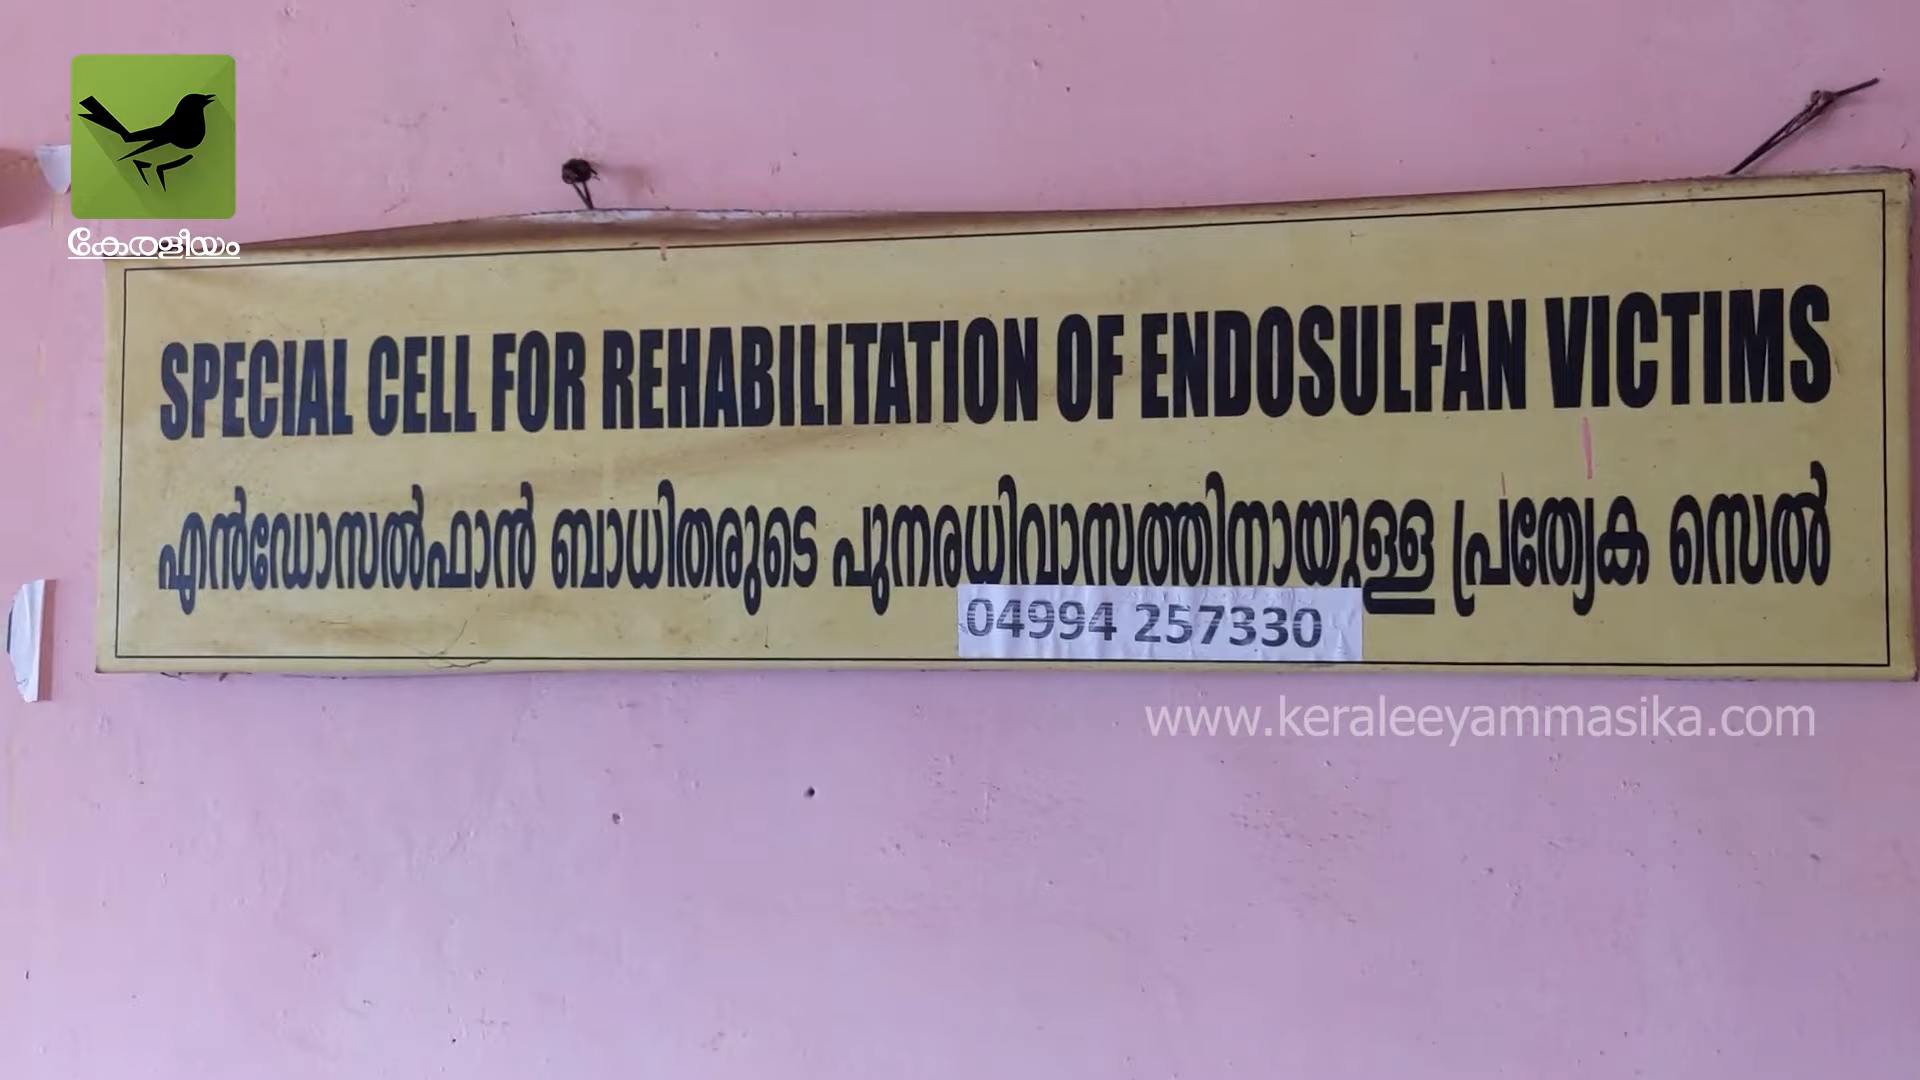 കേരളീയം
SPECIAL CELL FOR REHABILITATION OF ENDOSULFAN VICTIMS
എൻഡോസൽഫാൻ ബാധിതരുടെ പുനരധിവാസത്തിനായുള്ള പ്രത്യേക സെൽ
04994 257330
www.keraleeyammasika.com